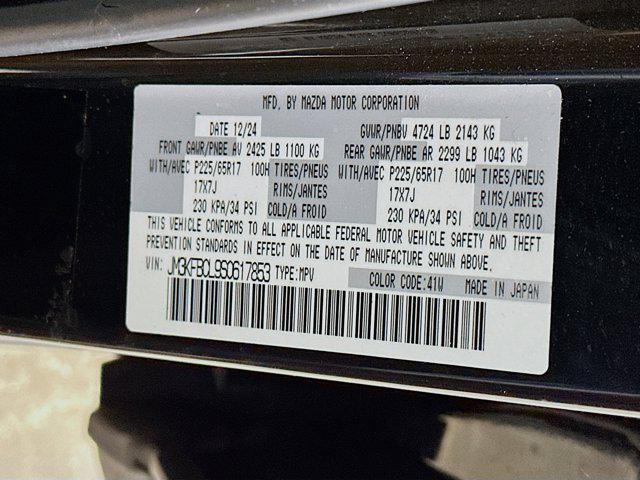 MFD. BY MAZDA MOTOR CORPORATION
DATE 12/24 GVWR/PNBV 4724 LB 2143 KG
FRONT GAWR/PNBE AV 2425 LB 1100 KG REAR GAWR/PNBE AR 2299 LB 1043 KG
WITH/AVEC P225/65R17 100H TIRES/PNEUS WITH/AVEC P225/65R17 100H TIRES/PNEUS
17X7J RIMS/JANTES 17X7J RIMS/JANTES
230 KPA/34 PSI COLD/A FROID 230 KPA/34 PSI COLD/A FROID
THIS VEHICLE CONFORMS TO ALL APPLICABLE FEDERAL MOTOR VEHICLE SAFETY AND THEFT
PREVENTION STANDARDS IN EFFECT ON THE DATE OF MANUFACTURE SHOWN ABOVE.
VIN: JM3KFBCL9S0617853 TYPE:MPV COLOR CODE:41W MADE IN JAPAN